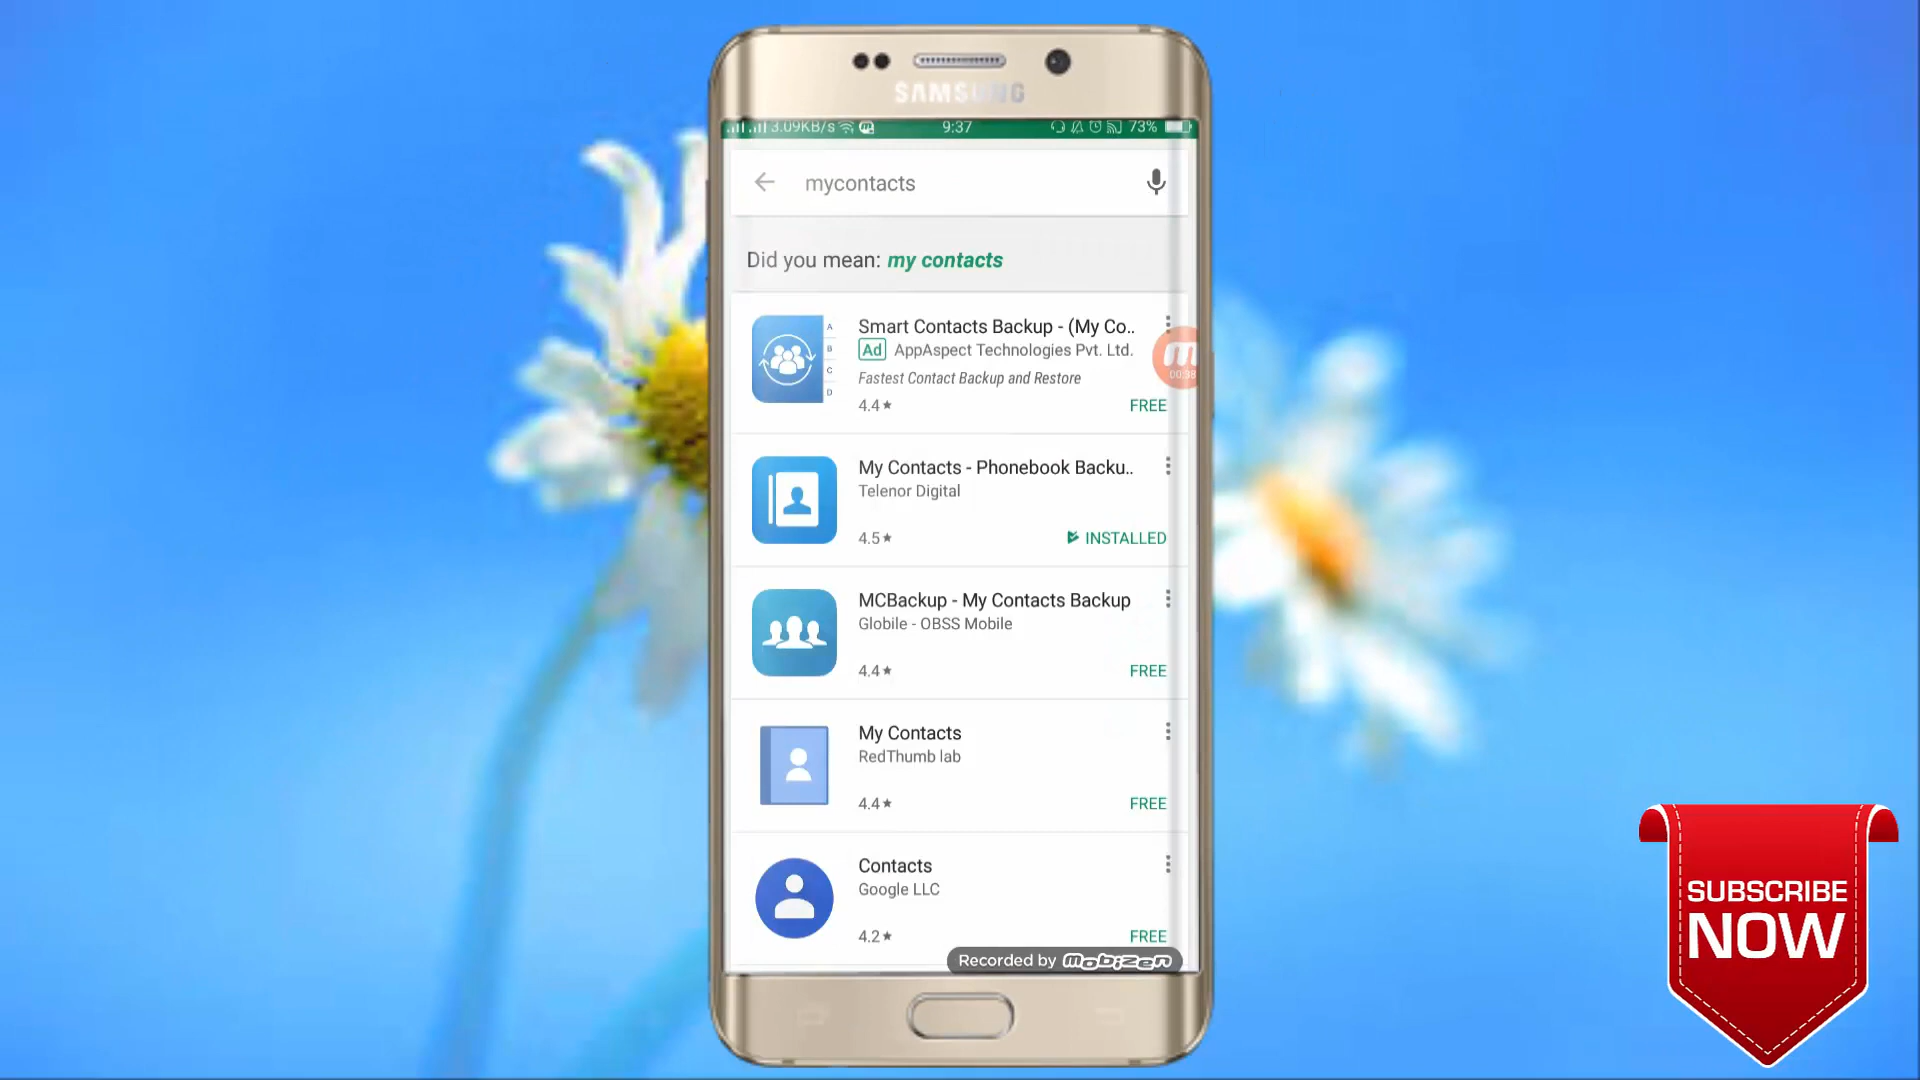 SAMSUNG
3.09KB/s 9:37 73%
mycontacts
Did you mean: my contacts
A
B
C
D
Smart Contacts Backup - (My Co..
Ad AppAspect Technologies Pvt. Ltd.
Fastest Contact Backup and Restore
00:38
4.4★ FREE
My Contacts - Phonebook Backu..
Telenor Digital
4.5★ INSTALLED
MCBackup - My Contacts Backup
Globile - OBSS Mobile
4.4★ FREE
My Contacts
RedThumb lab
4.4★ FREE
Contacts
Google LLC
4.2★ FREE
Recorded by mobizen
SUBSCRIBE
NOW